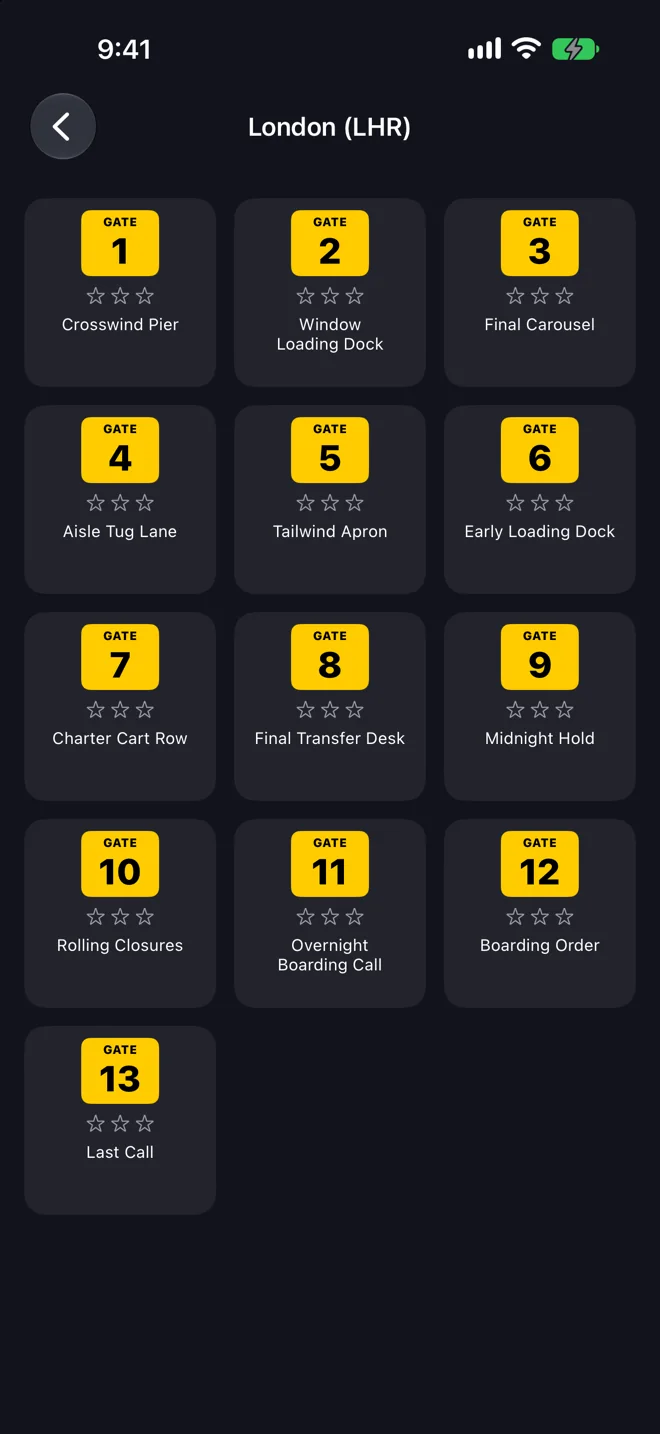 9:41
London (LHR)
GATE
1
Crosswind Pier
GATE
2
Window
Loading Dock
GATE
3
Final Carousel
GATE
4
Aisle Tug Lane
GATE
5
Tailwind Apron
GATE
6
Early Loading Dock
GATE
7
Charter Cart Row
GATE
8
Final Transfer Desk
GATE
9
Midnight Hold
GATE
10
Rolling Closures
GATE
11
Overnight
Boarding Call
GATE
12
Boarding Order
GATE
13
Last Call